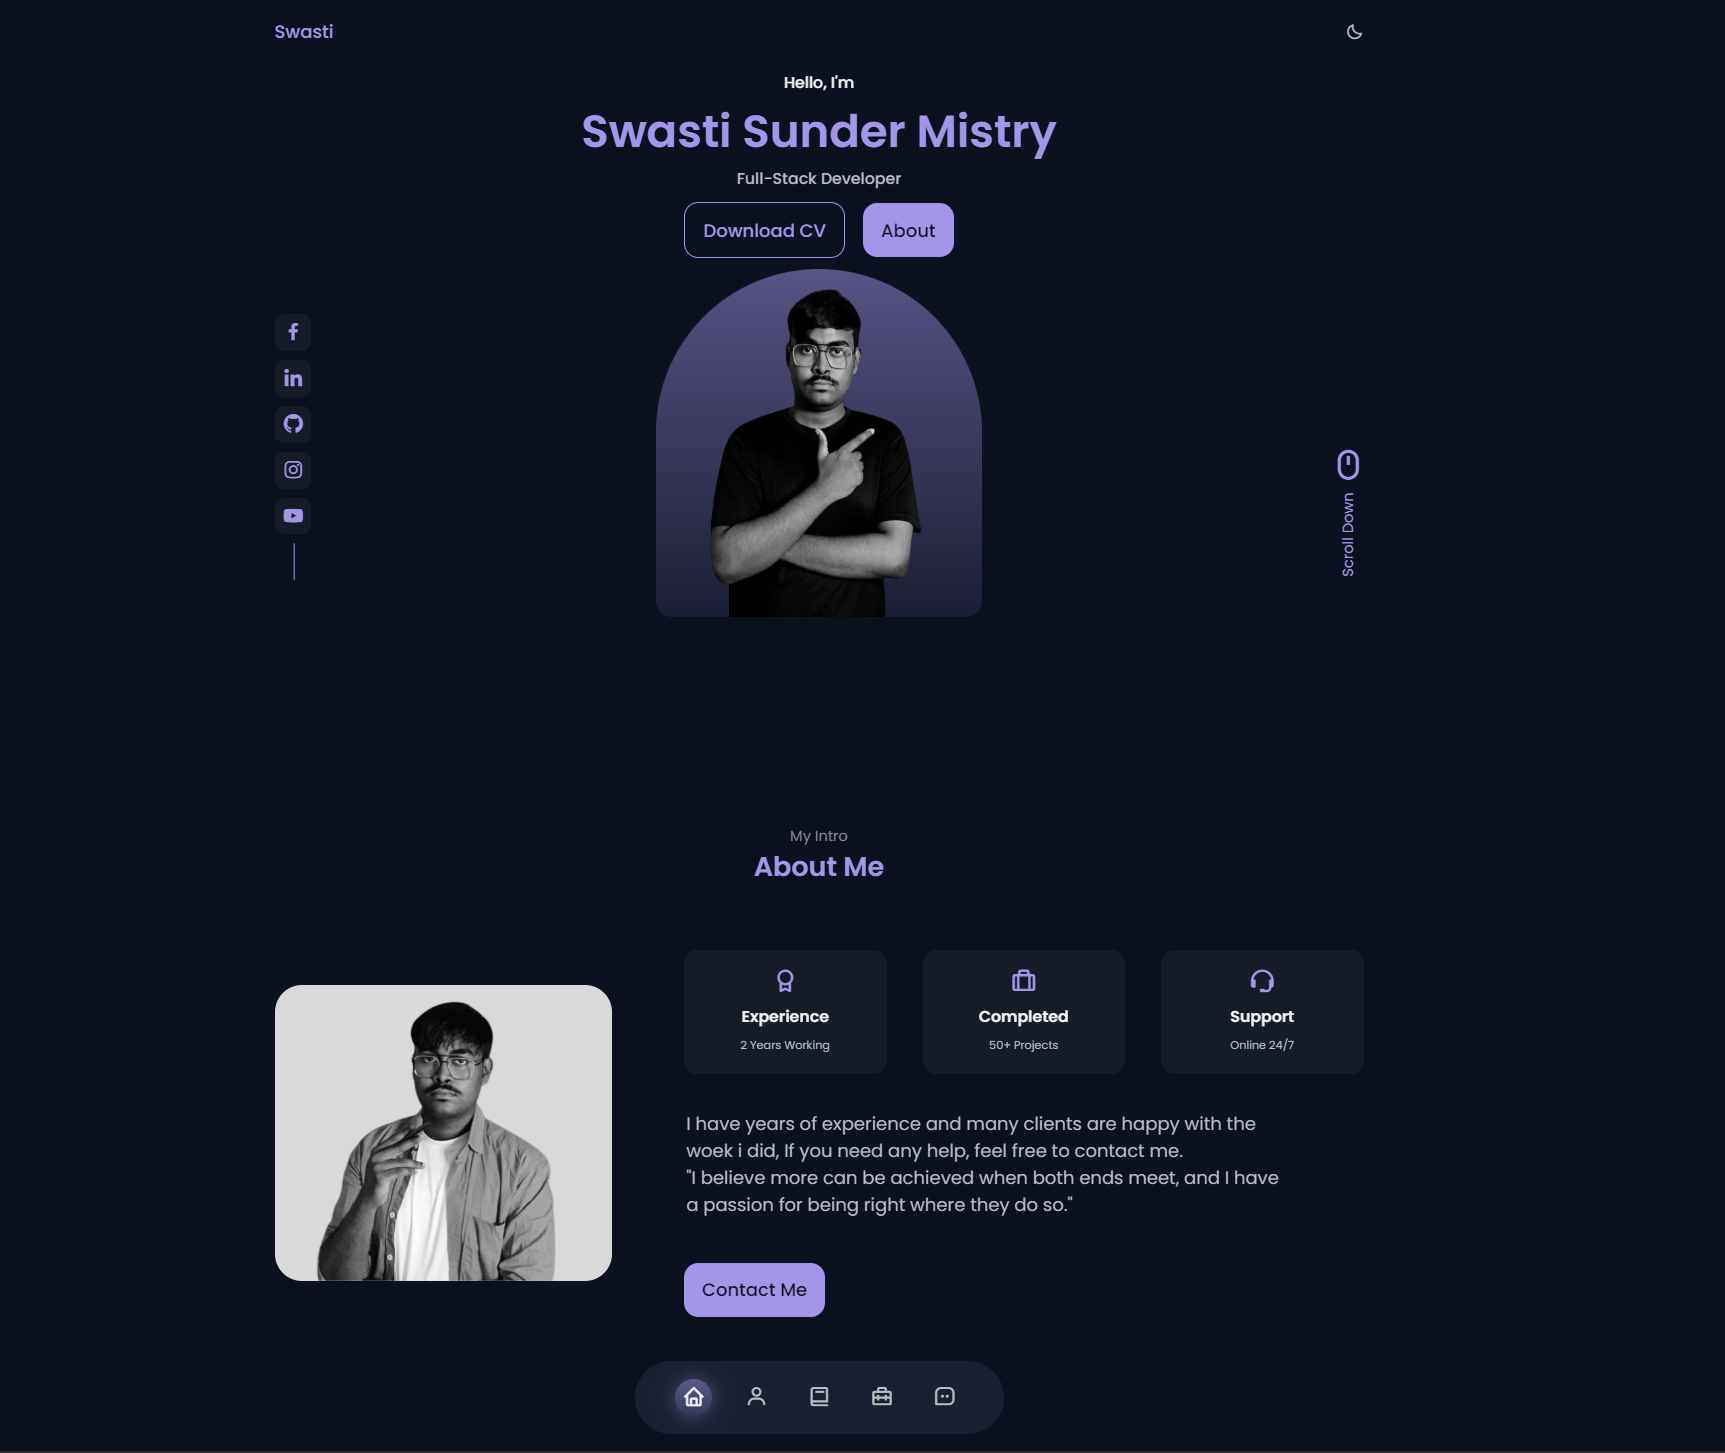 Swasti
Hello, I'm
Swasti Sunder Mistry
Full-Stack Developer
Download CV
About
Scroll Down
My Intro
About Me
Experience
2 Years Working
Completed
50+ Projects
Support
Online 24/7
I have years of experience and many clients are happy with the
woek i did, If you need any help, feel free to contact me.
"I believe more can be achieved when both ends meet, and I have
a passion for being right where they do so."
Contact Me